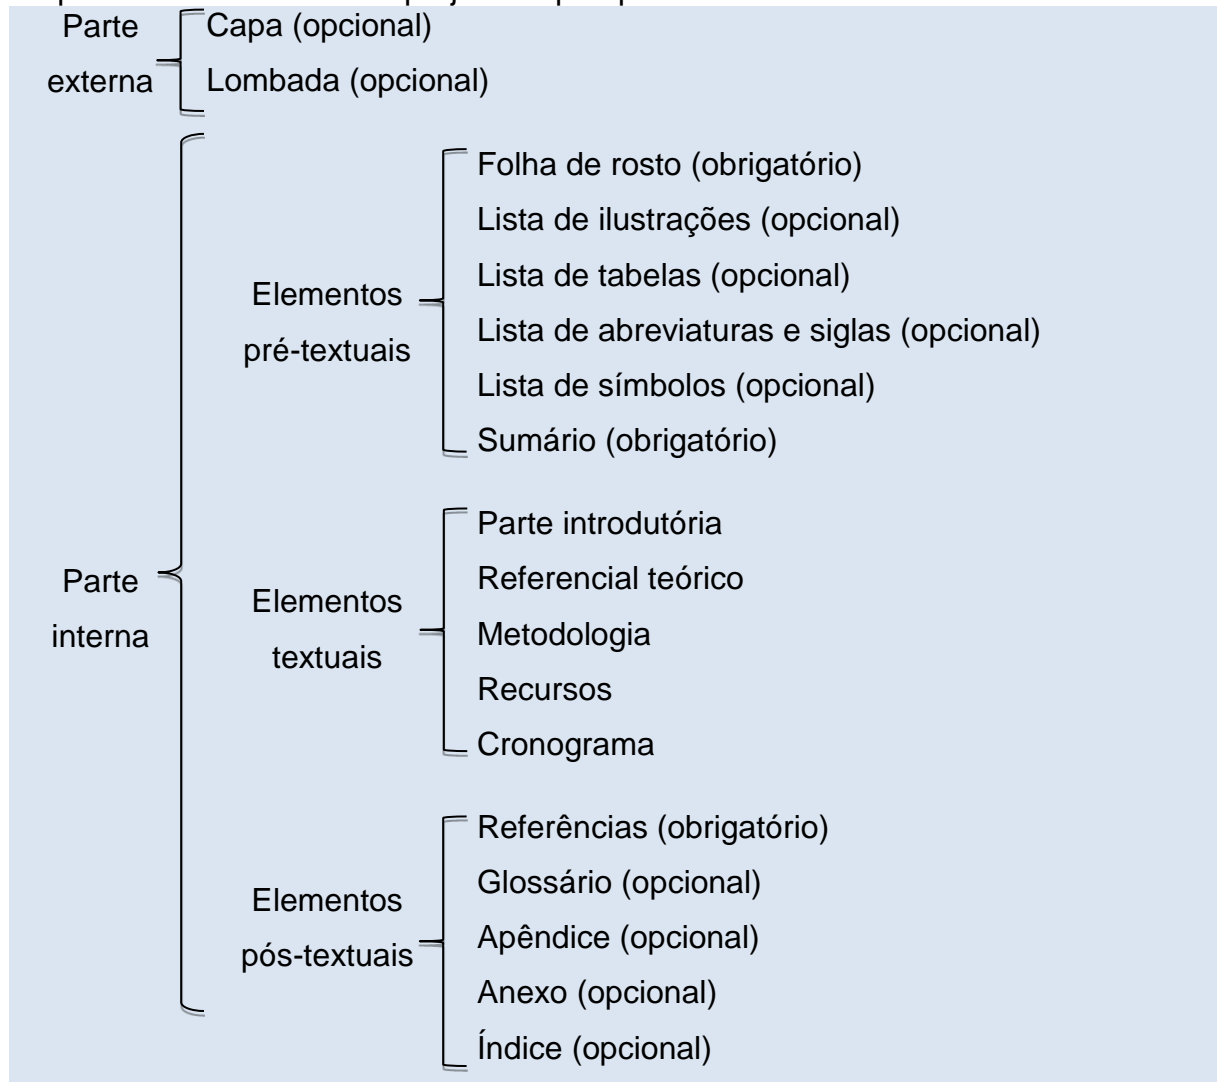 Parte
externa
Capa (opcional)
Lombada (opcional)
Parte
interna
Elementos
pré-textuais
Folha de rosto (obrigatório)
Lista de ilustrações (opcional)
Lista de tabelas (opcional)
Lista de abreviaturas e siglas (opcional)
Lista de símbolos (opcional)
Sumário (obrigatório)
Elementos
textuais
Parte introdutória
Referencial teórico
Metodologia
Recursos
Cronograma
Elementos
pós-textuais
Referências (obrigatório)
Glossário (opcional)
Apêndice (opcional)
Anexo (opcional)
Índice (opcional)